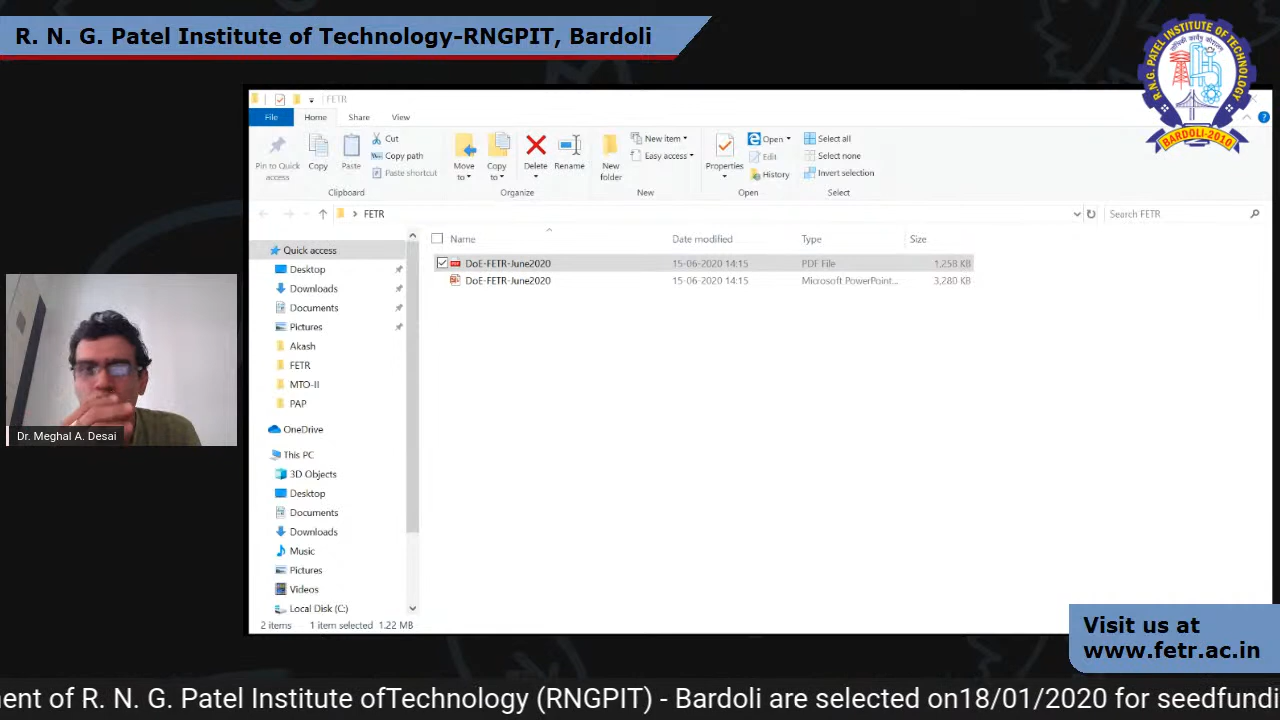 R. N. G. Patel Institute of Technology-RNGPIT, Bardoli
R.N.G. PATEL INSTITUTE OF TECHNOLOGY
BARDOLI-2010
FETR
File Home Share View
Pin to Quick access
Copy
Paste
Cut
Copy path
Paste shortcut
Clipboard
Move to
Copy to
Delete
Rename
Organize
New folder
New item
Easy access
New
Properties
Open
Edit
History
Open
Select all
Select none
Invert selection
Select
FETR
Search FETR
Name Date modified Type Size
DoE-FETR-June2020 15-06-2020 14:15 PDF File 1,258 KB
DoE-FETR-June2020 15-06-2020 14:15 Microsoft PowerPoint... 3,280 KB
Quick access
Desktop
Downloads
Documents
Pictures
Akash
FETR
MTO-II
PAP
OneDrive
This PC
3D Objects
Desktop
Documents
Downloads
Music
Pictures
Videos
Local Disk (C:)
2 items 1 item selected 1.22 MB
Dr. Meghal A. Desai
Visit us at
www.fetr.ac.in
ent of R. N. G. Patel Institute ofTechnology (RNGPIT) - Bardoli are selected on18/01/2020 for seedfundi